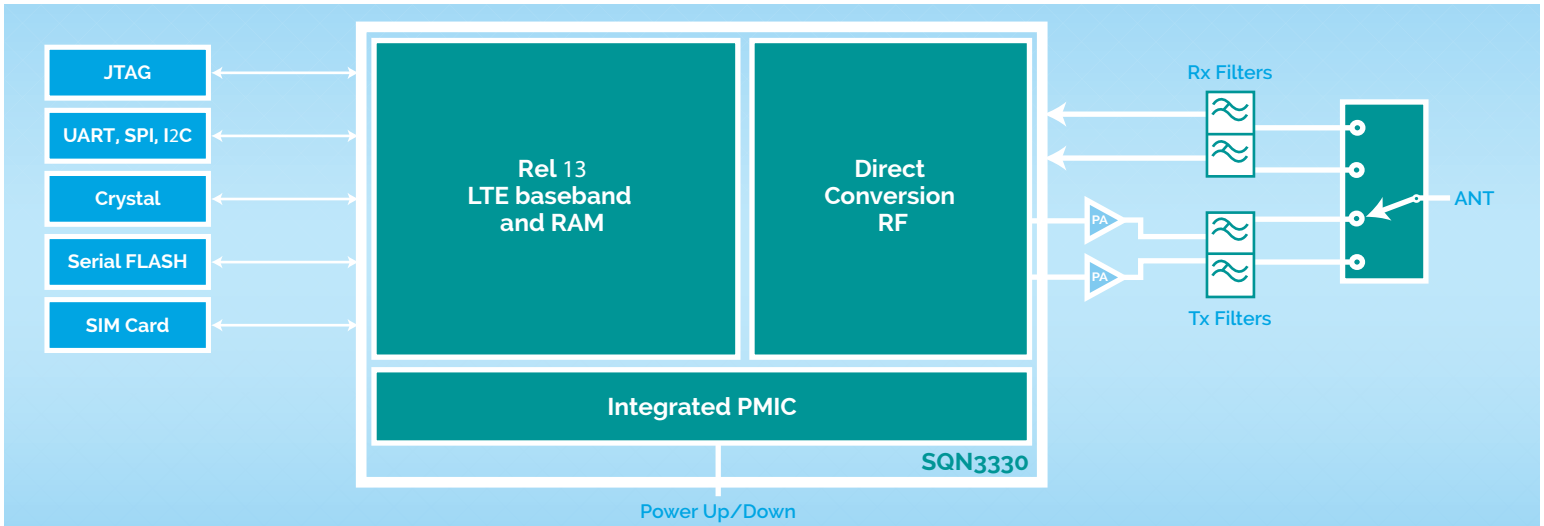 JTAG
UART, SPI, I2C
Crystal
Serial FLASH
SIM Card
Rel 13
LTE baseband
and RAM
Direct
Conversion
RF
Integrated PMIC
SQN3330
Power Up/Down
Rx Filters
PA
PA
Tx Filters
ANT